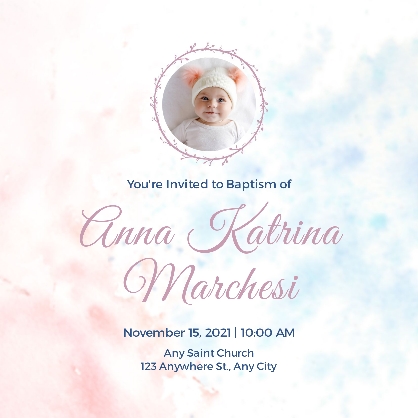 You're Invited to Baptism of
Anna Katrina
Marchesi
November 15, 2021 | 10:00 AM
Any Saint Church
123 Anywhere St., Any City